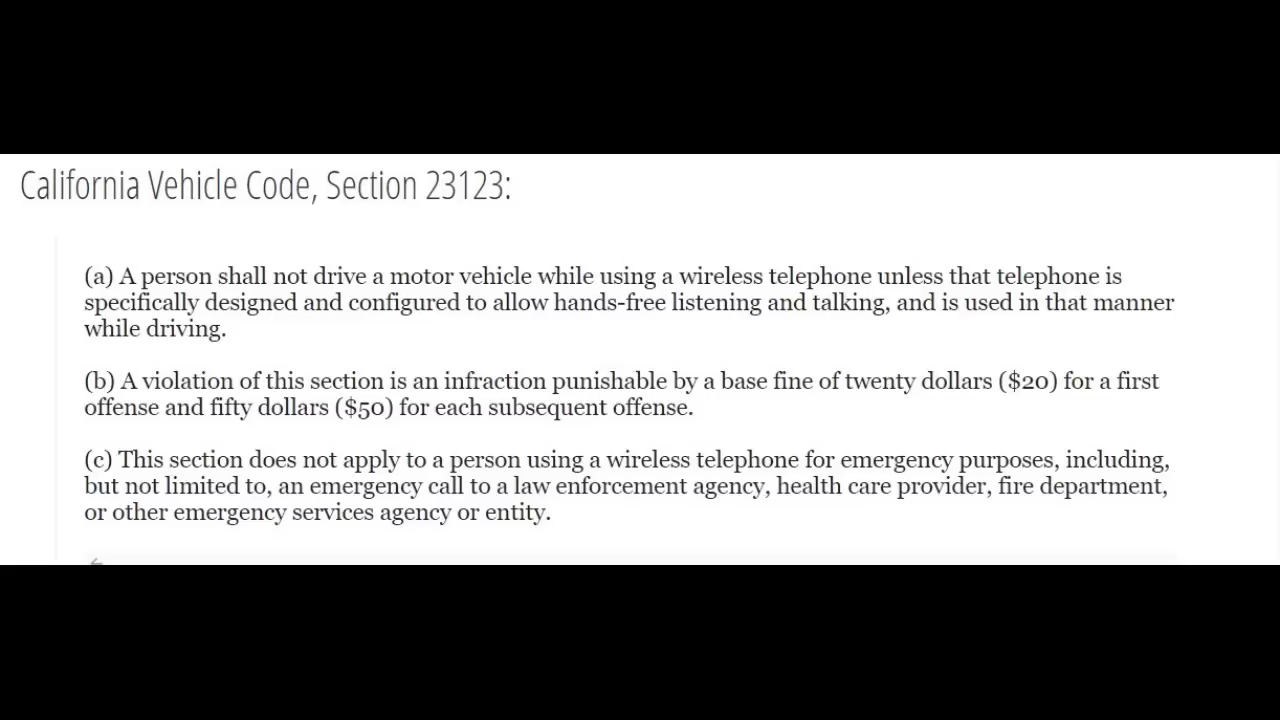 California Vehicle Code, Section 23123:
(a) A person shall not drive a motor vehicle while using a wireless telephone unless that telephone is
specifically designed and configured to allow hands-free listening and talking, and is used in that manner
while driving.
(b) A violation of this section is an infraction punishable by a base fine of twenty dollars ($20) for a first
offense and fifty dollars ($50) for each subsequent offense.
(c) This section does not apply to a person using a wireless telephone for emergency purposes, including,
but not limited to, an emergency call to a law enforcement agency, health care provider, fire department,
or other emergency services agency or entity.